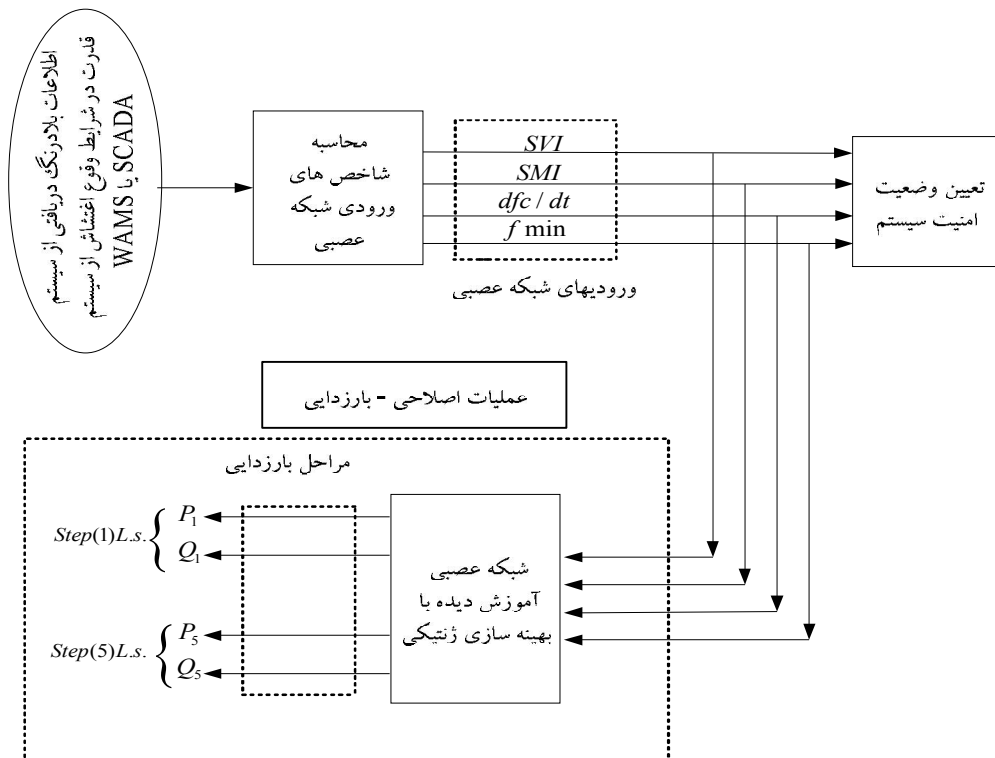 اطلاعات بلادرنگ دریافتی از سیستم
قدرت در شرایط وقوع اغتشاش از سیستم
SCADA یا WAMS
محاسبه
شاخص های
ورودی شبکه
عصبی
SVI
SMI
dfc / dt
f min
ورودیهای شبکه عصبی
تعیین وضعیت
امنیت سیستم
عملیات اصلاحی - بارزدایی
مراحل بارزدایی
Step(1)L.s. { P1
Q1
Step(5)L.s. { P5
Q5
شبکه عصبی
آموزش دیده با
بهینه سازی ژنتیکی